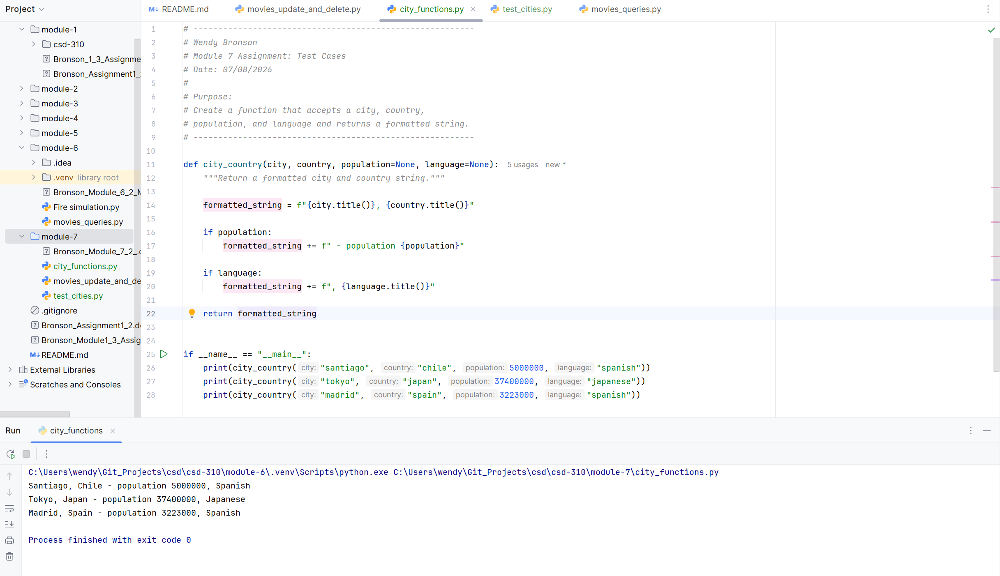 Project
README.md
movies_update_and_delete.py
city_functions.py
test_cities.py
movies_queries.py
module-1
csd-310
Bronson_1_3_Assignme
Bronson_Assignment1_
module-2
module-3
module-4
module-5
module-6
.idea
.venv library root
Bronson_Module_6_2_M
Fire simulation.py
movies_queries.py
module-7
Bronson_Module_7_2_.d
city_functions.py
movies_update_and_de
test_cities.py
.gitignore
Bronson_Assignment1_2.d
Bronson_Module1_3_Assig
README.md
External Libraries
Scratches and Consoles
1 # ---------------------------------------------------------
2 # Wendy Bronson
3 # Module 7 Assignment: Test Cases
4 # Date: 07/08/2026
5 #
6 # Purpose:
7 # Create a function that accepts a city, country,
8 # population, and language and returns a formatted string.
9 # ---------------------------------------------------------
10
11 def city_country(city, country, population=None, language=None): 5 usages new *
12     """Return a formatted city and country string."""
13
14     formatted_string = f"{city.title()}, {country.title()}"
15
16     if population:
17         formatted_string += f" - population {population}"
18
19     if language:
20         formatted_string += f", {language.title()}"
21
22     return formatted_string
23
24
25 if __name__ == "__main__":
26     print(city_country( city: "santiago", country: "chile", population: 5000000, language: "spanish"))
27     print(city_country( city: "tokyo", country: "japan", population: 37400000, language: "japanese"))
28     print(city_country( city: "madrid", country: "spain", population: 3223000, language: "spanish"))
Run city_functions
C:\Users\wendy\Git_Projects\csd\csd-310\module-6\.venv\Scripts\python.exe C:\Users\wendy\Git_Projects\csd\csd-310\module-7\city_functions.py
Santiago, Chile - population 5000000, Spanish
Tokyo, Japan - population 37400000, Japanese
Madrid, Spain - population 3223000, Spanish
Process finished with exit code 0